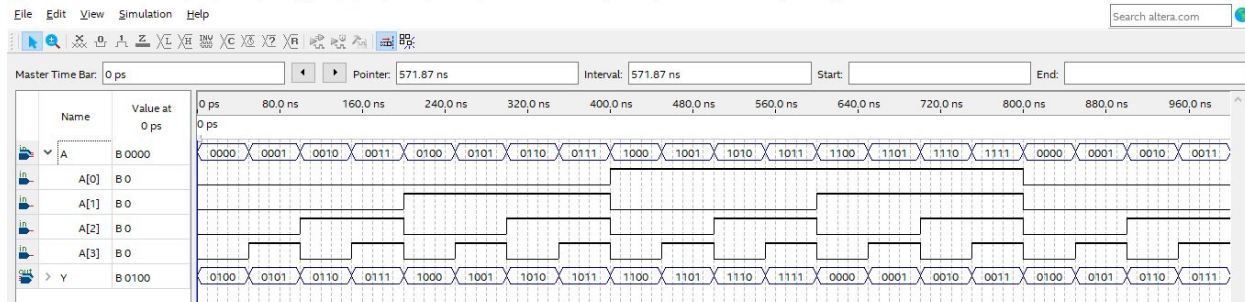 File Edit View Simulation Help
Search altera.com
Master Time Bar: 0 ps Pointer: 571.87 ns Interval: 571.87 ns Start: End:
Name Value at 0 ps 0 ps 80.0 ns 160.0 ns 240.0 ns 320.0 ns 400.0 ns 480.0 ns 560.0 ns 640.0 ns 720.0 ns 800.0 ns 880.0 ns 960.0 ns
0 ps
in A B 0000 0000 0001 0010 0011 0100 0101 0110 0111 1000 1001 1010 1011 1100 1101 1110 1111 0000 0001 0010 0011
in A[0] B 0
in A[1] B 0
in A[2] B 0
in A[3] B 0
out Y B 0100 0100 0101 0110 0111 1000 1001 1010 1011 1100 1101 1110 1111 0000 0001 0010 0011 0100 0101 0110 0111